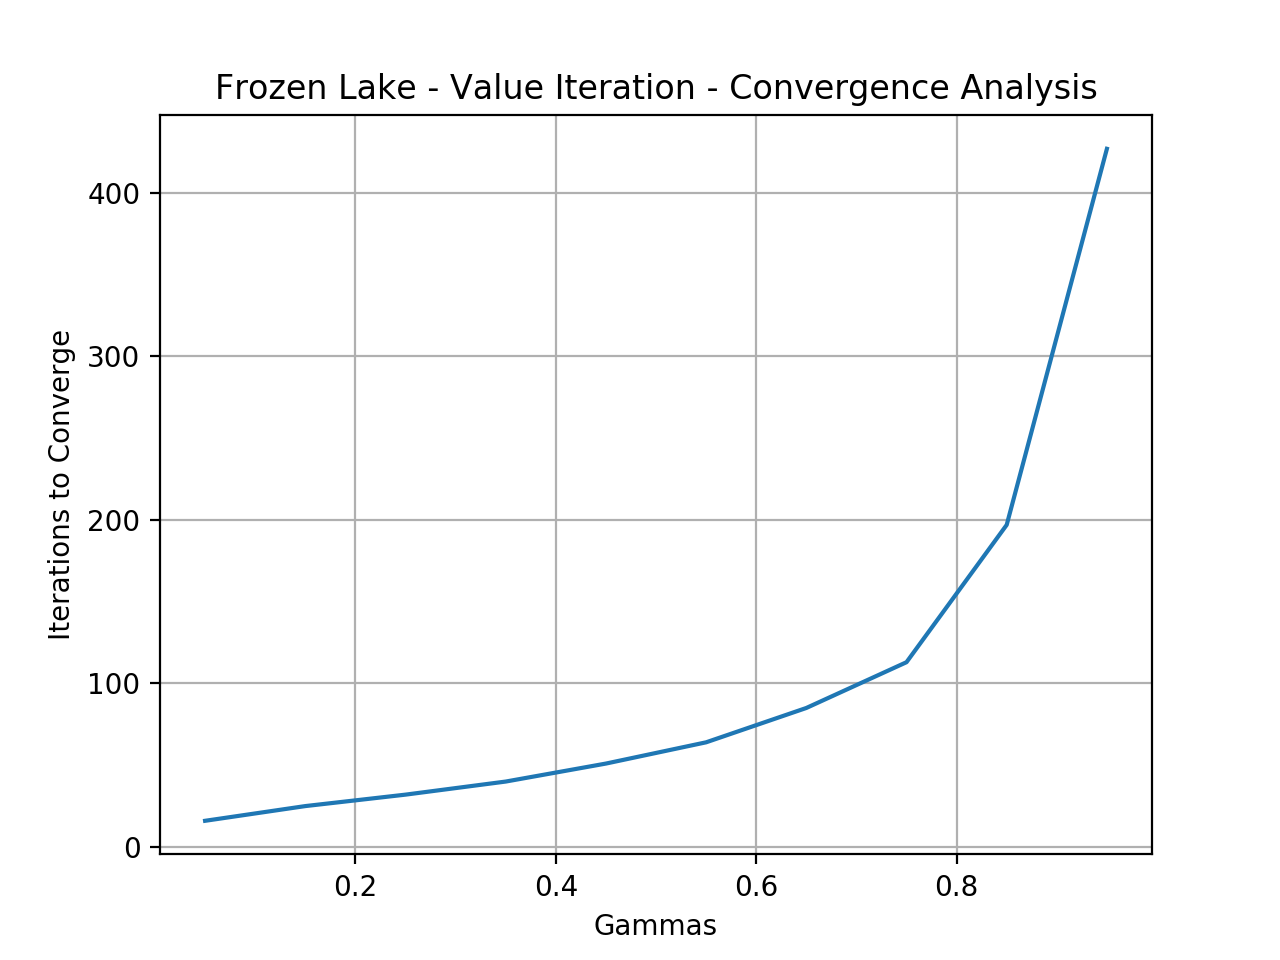 Frozen Lake - Value Iteration - Convergence Analysis
Iterations to Converge
400
300
200
100
0
0.2 0.4 0.6 0.8
Gammas